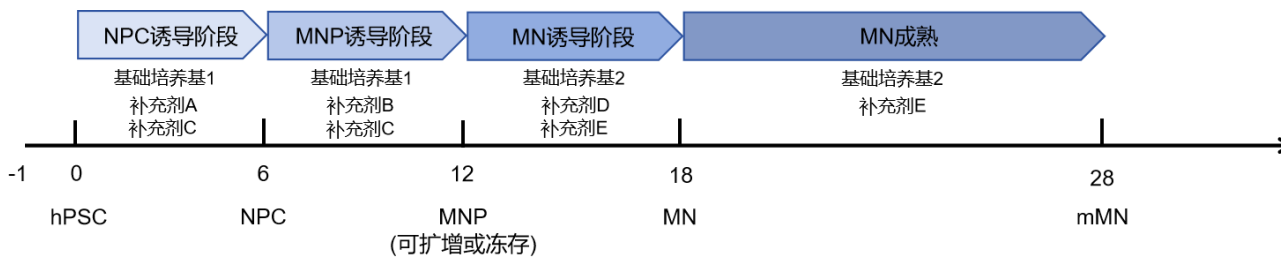 NPC诱导阶段
MNP诱导阶段
MN诱导阶段
MN成熟
基础培养基1
补充剂A
补充剂C
基础培养基1
补充剂B
补充剂C
基础培养基2
补充剂D
补充剂E
基础培养基2
补充剂E
-1
0
6
12
18
28
hPSC
NPC
MNP
(可扩增或冻存)
MN
mMN